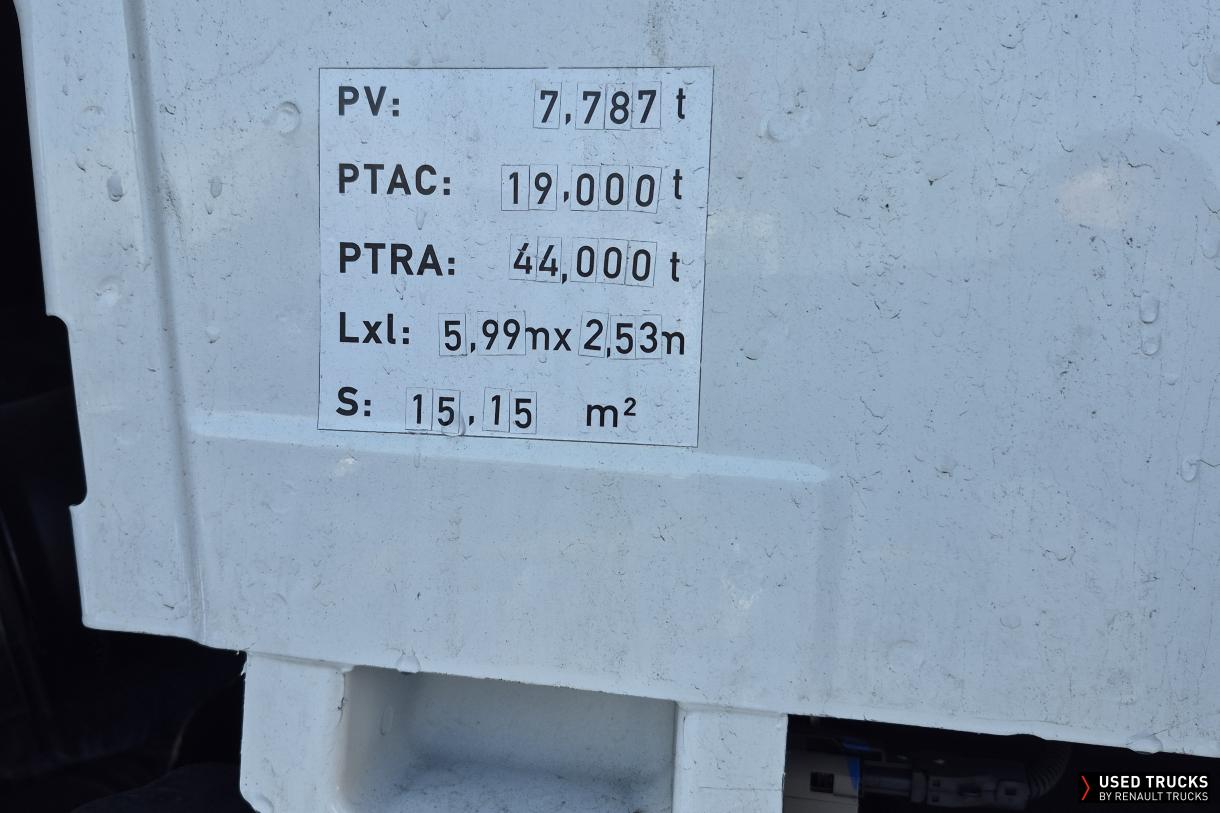 PV: 7,787 t
PTAC: 19,000 t
PTRA: 44,000 t
Lxl: 5,99mx 2,53m
S: 15,15 m²
USED TRUCKS
BY RENAULT TRUCKS